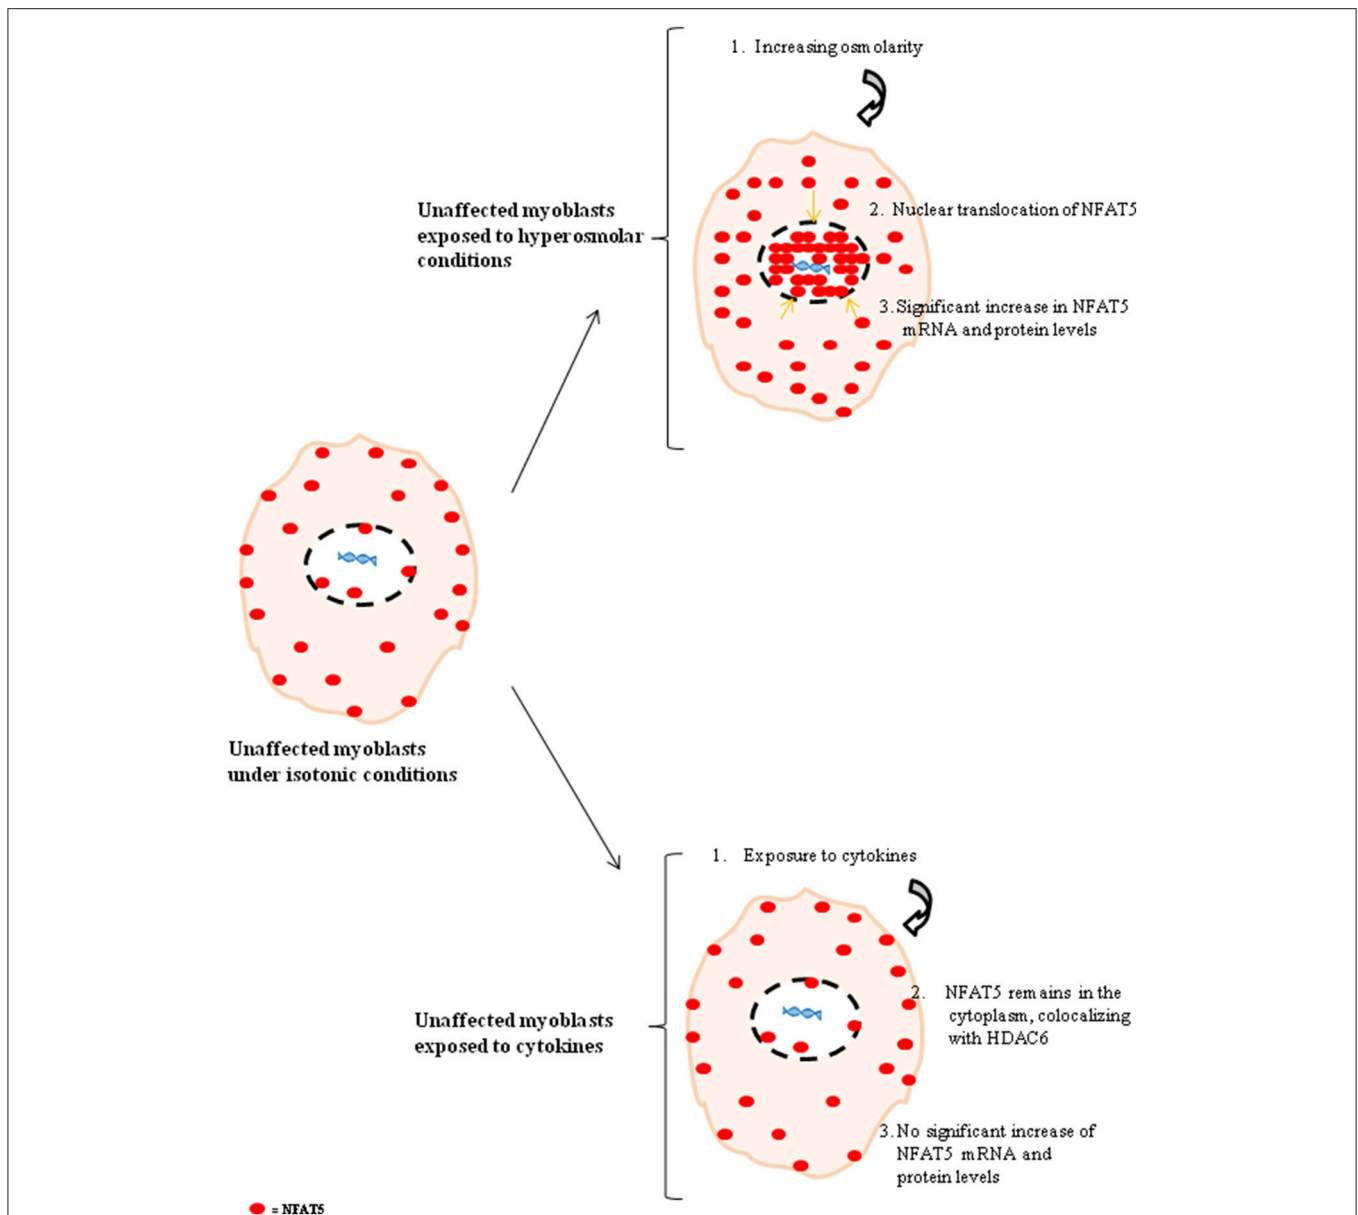 1. Increasing osmolarity
Unaffected myoblasts
exposed to hyperosmolar
conditions
2. Nuclear translocation of NFAT5
3. Significant increase in NFAT5
mRNA and protein levels
Unaffected myoblasts
under isotonic conditions
1. Exposure to cytokines
Unaffected myoblasts
exposed to cytokines
2. NFAT5 remains in the
cytoplasm, colocalizing
with HDAC6
3. No significant increase of
NFAT5 mRNA and
protein levels
= NFAT5